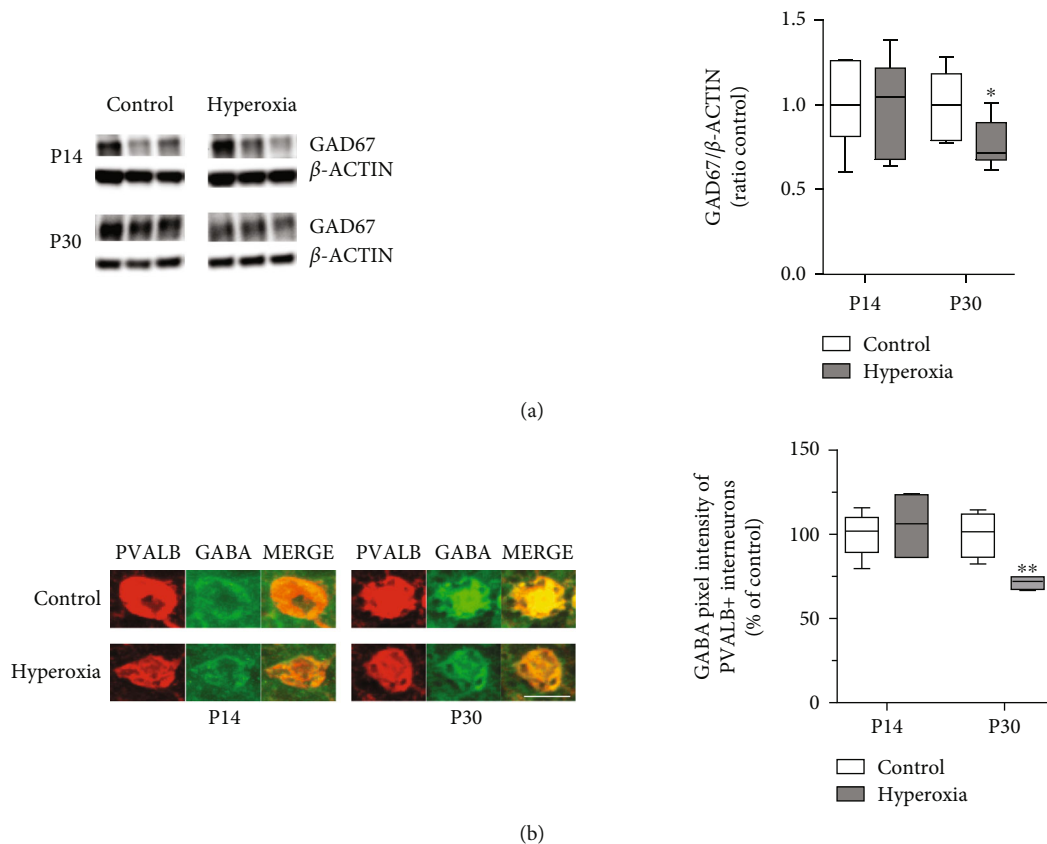 Control Hyperoxia
P14
GAD67
β-ACTIN
P30
GAD67
β-ACTIN
GAD67/β-ACTIN
(ratio control)
1.5
1.0
0.5
0.0
*
P14 P30
Control
Hyperoxia
(a)
PVALB GABA MERGE PVALB GABA MERGE
Control
Hyperoxia
P14 P30
GABA pixel intensity of
PVALB+ interneurons
(% of control)
150
100
50
0
**
P14 P30
Control
Hyperoxia
(b)